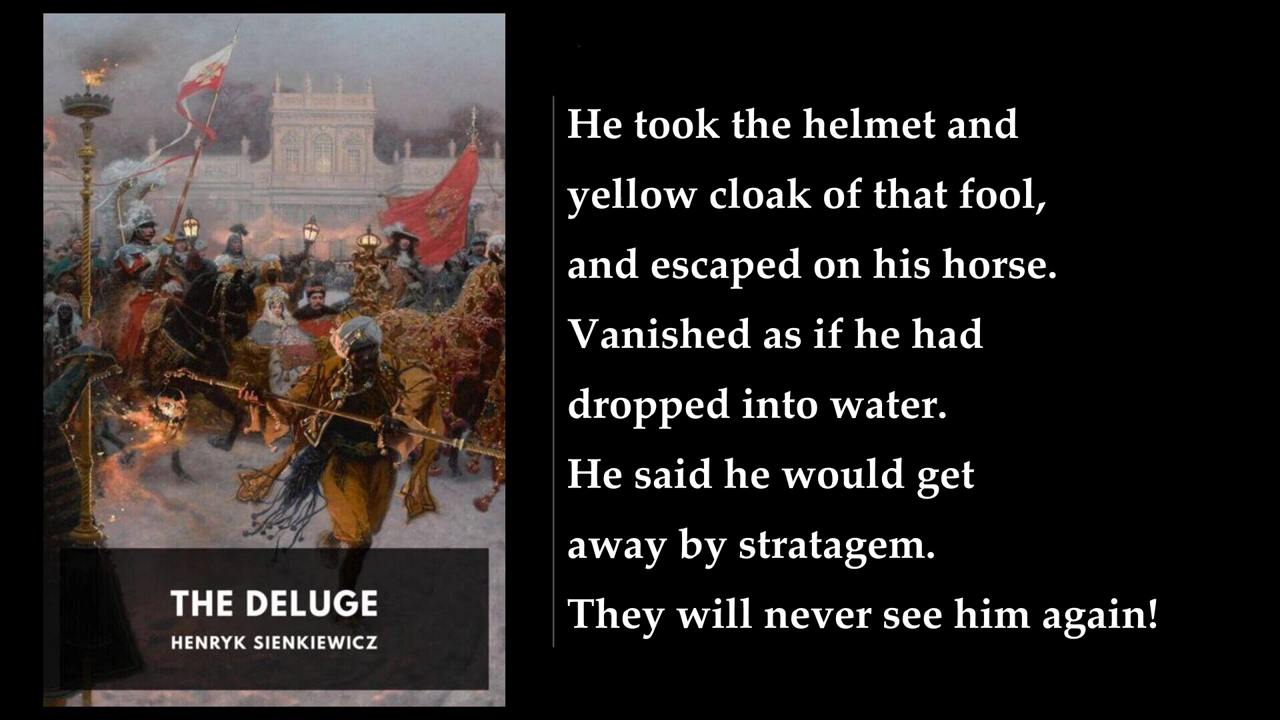 THE DELUGE
HENRYK SIENKIEWICZ
He took the helmet and
yellow cloak of that fool,
and escaped on his horse.
Vanished as if he had
dropped into water.
He said he would get
away by stratagem.
They will never see him again!